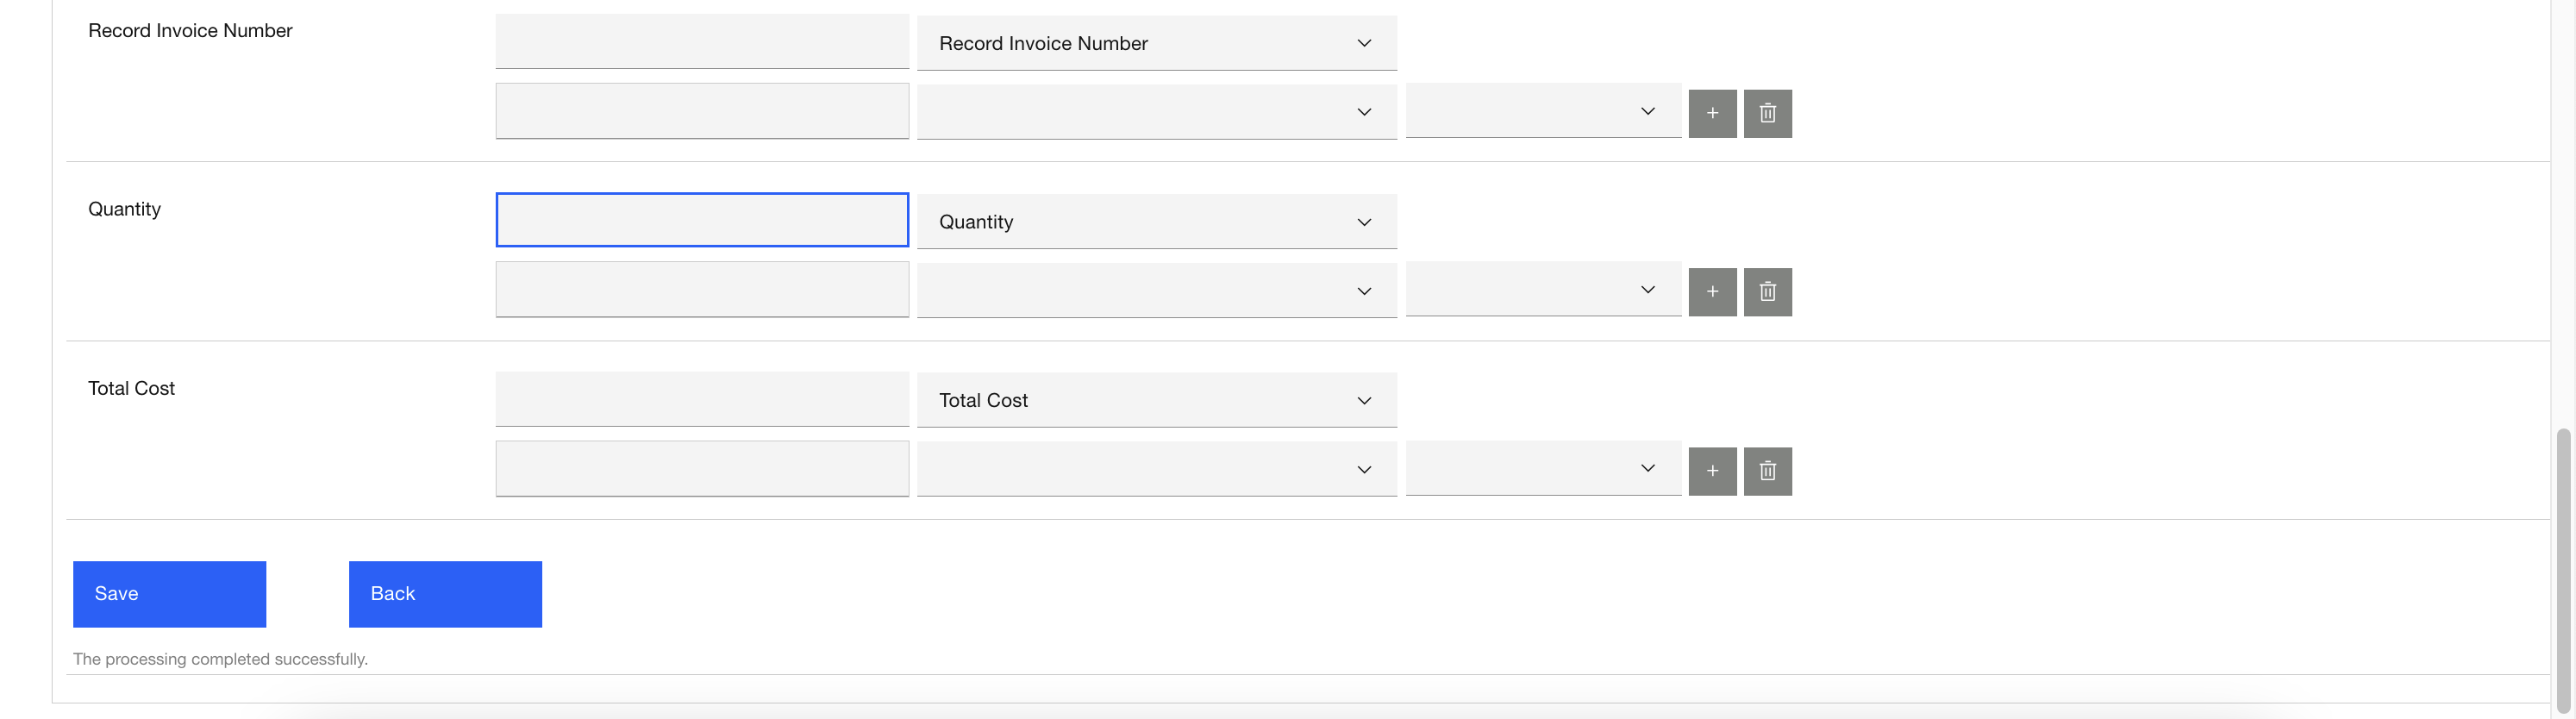 Record Invoice Number
Record Invoice Number
Quantity
Quantity
Total Cost
Total Cost
Save
Back
The processing completed successfully.